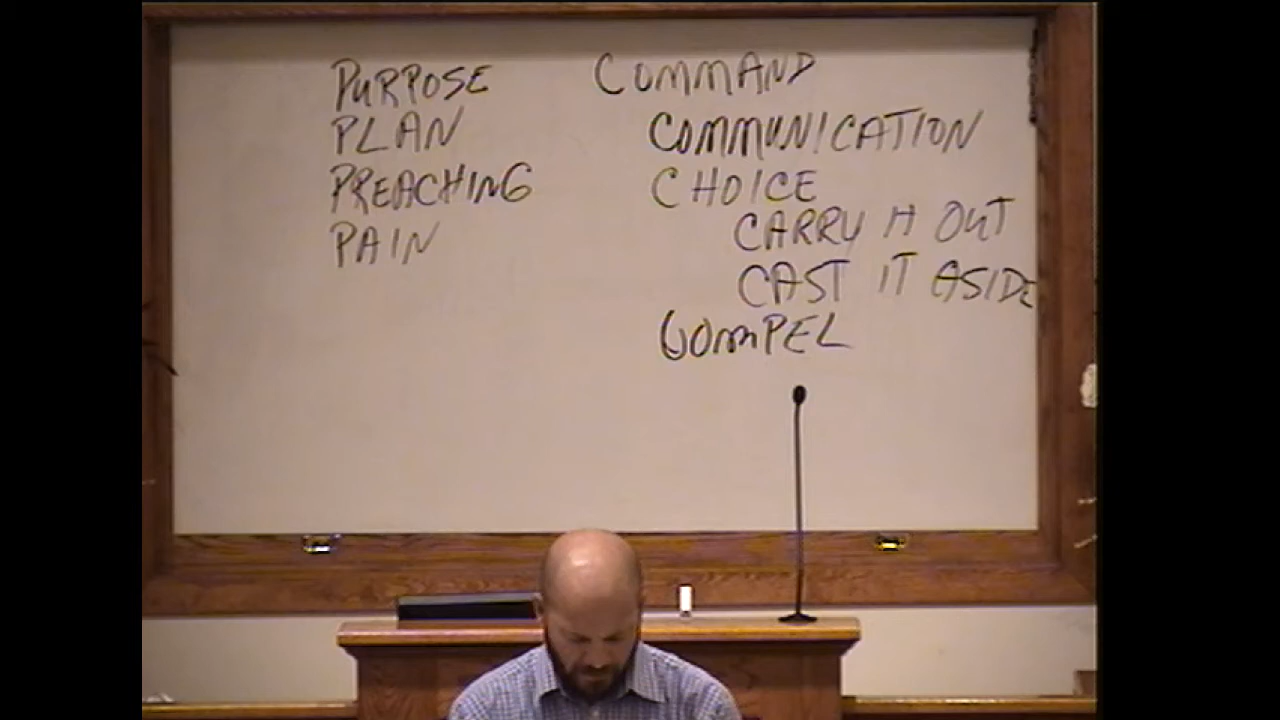 PURPOSE
PLAN
PREACHING
PAIN
COMMAND
COMMUNICATION
CHOICE
CARRY IT OUT
CAST IT ASIDE
COMPEL